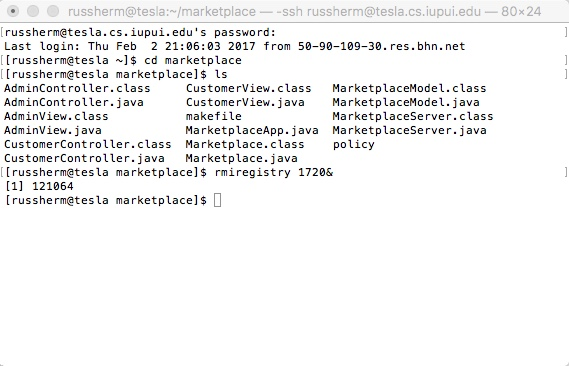 russherm@tesla:~/marketplace — -ssh russherm@tesla.cs.iupui.edu — 80×24
[russherm@tesla.cs.iupui.edu's password:                                        ]
Last login: Thu Feb  2 21:06:03 2017 from 50-90-109-30.res.bhn.net
[[russherm@tesla ~]$ cd marketplace                                             ]
[[russherm@tesla marketplace]$ ls                                               ]
AdminController.class     CustomerView.class   MarketplaceModel.class
AdminController.java      CustomerView.java    MarketplaceModel.java
AdminView.class           makefile             MarketplaceServer.class
AdminView.java            MarketplaceApp.java  MarketplaceServer.java
CustomerController.class  Marketplace.class    policy
CustomerController.java   Marketplace.java
[[russherm@tesla marketplace]$ rmiregistry 1720&                                ]
[1] 121064
[russherm@tesla marketplace]$